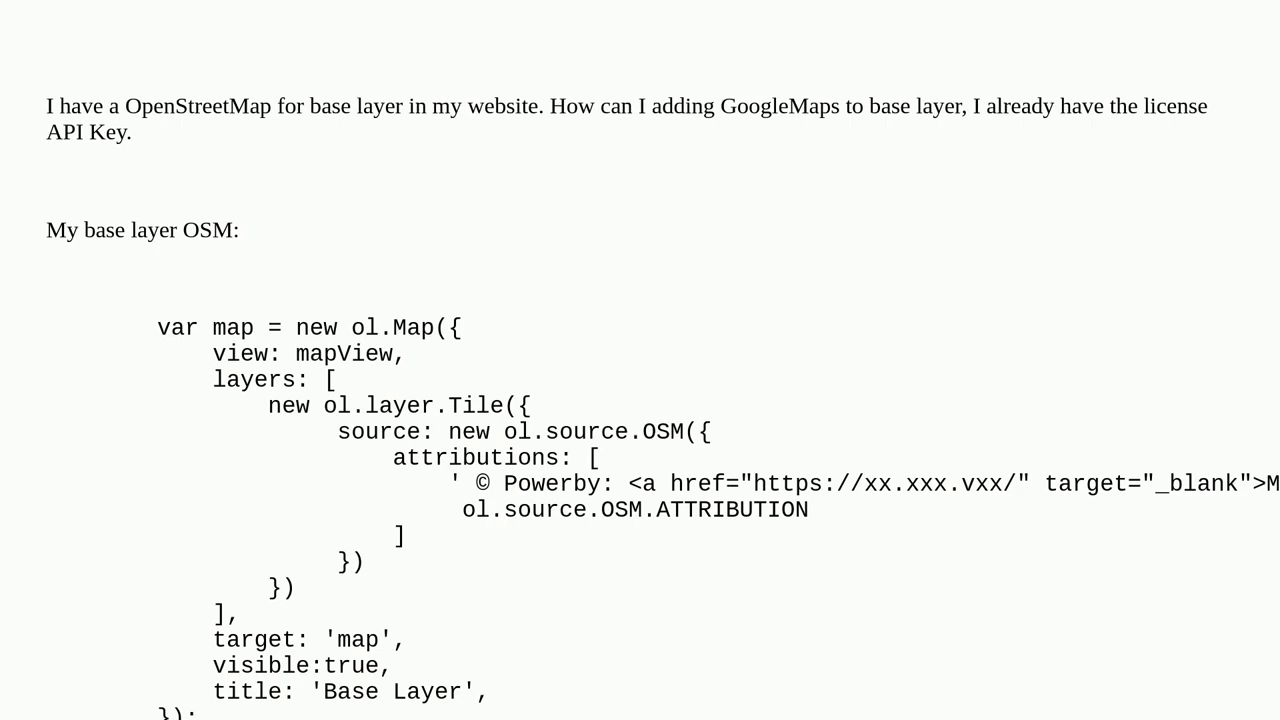 I have a OpenStreetMap for base layer in my website. How can I adding GoogleMaps to base layer, I already have the license
API Key.
My base layer OSM:
var map = new ol.Map({
view: mapView,
layers: [
new ol.layer.Tile({
source: new ol.source.OSM({
attributions: [
' © Powerby: <a href="https://xx.xxx.vxx/" target="_blank">M
ol.source.OSM.ATTRIBUTION
]
})
})
],
target: 'map',
visible:true,
title: 'Base Layer',
});